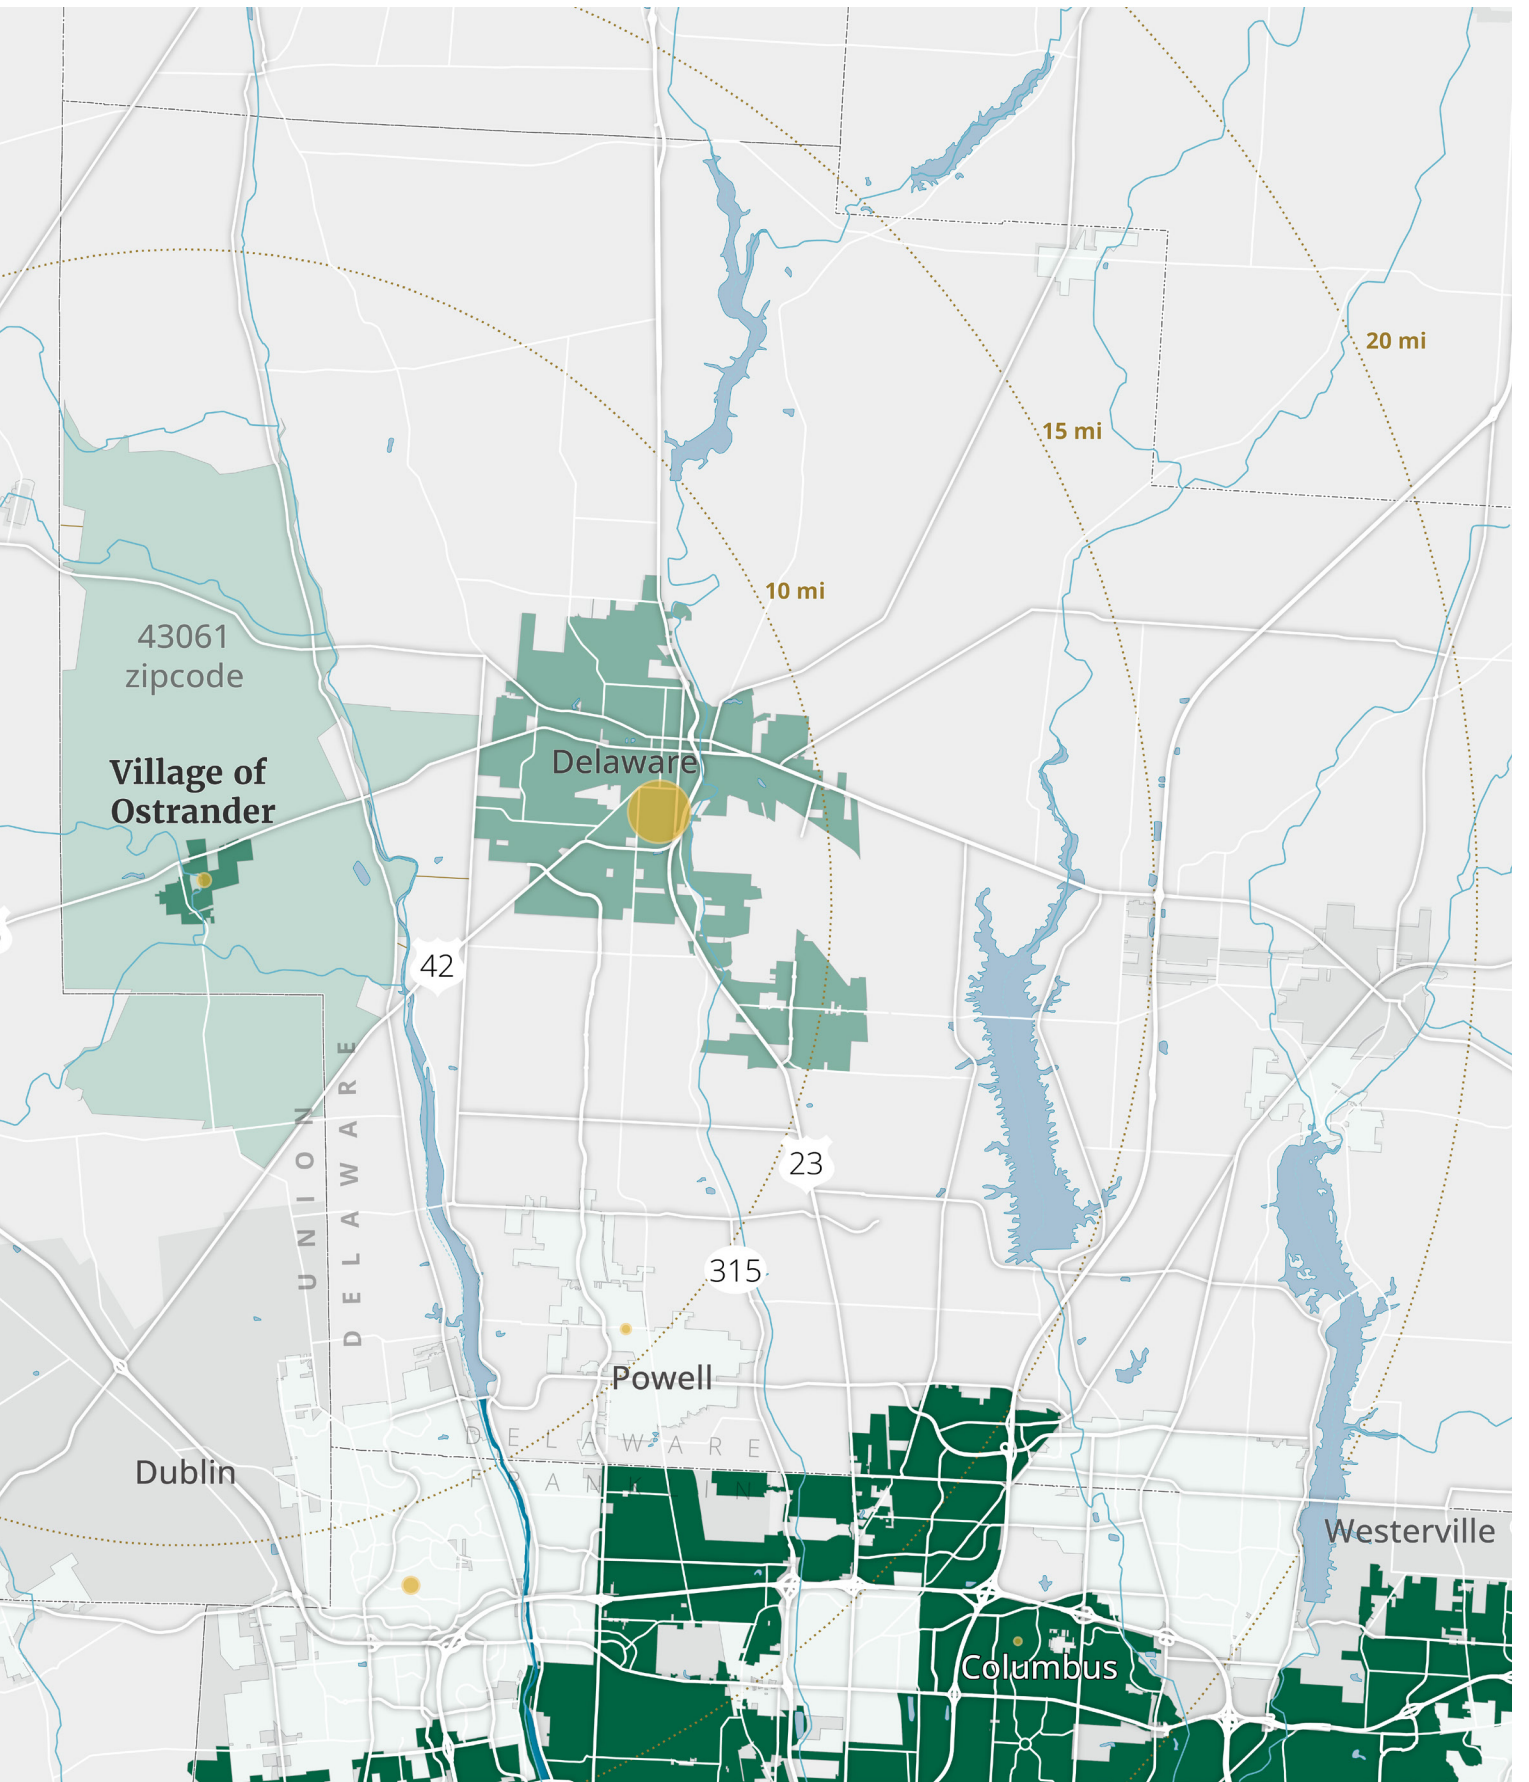 20 mi
15 mi
10 mi
43061
zipcode
Village of
Ostrander
Delaware
42
UNION
DELAWARE
23
315
Powell
DELAWARE
FRANKLIN
Dublin
Westerville
Columbus